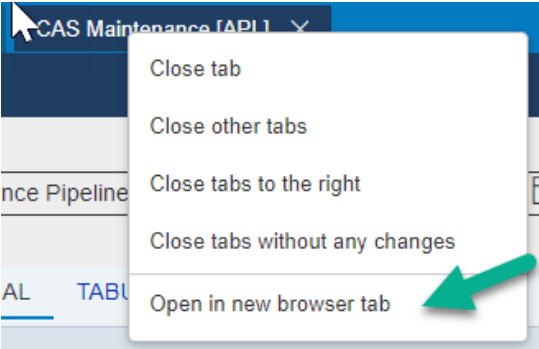 CAS Maintenance [APL]
Close tab
Close other tabs
Close tabs to the right
nce Pipeline
Close tabs without any changes
AL TABU
Open in new browser tab